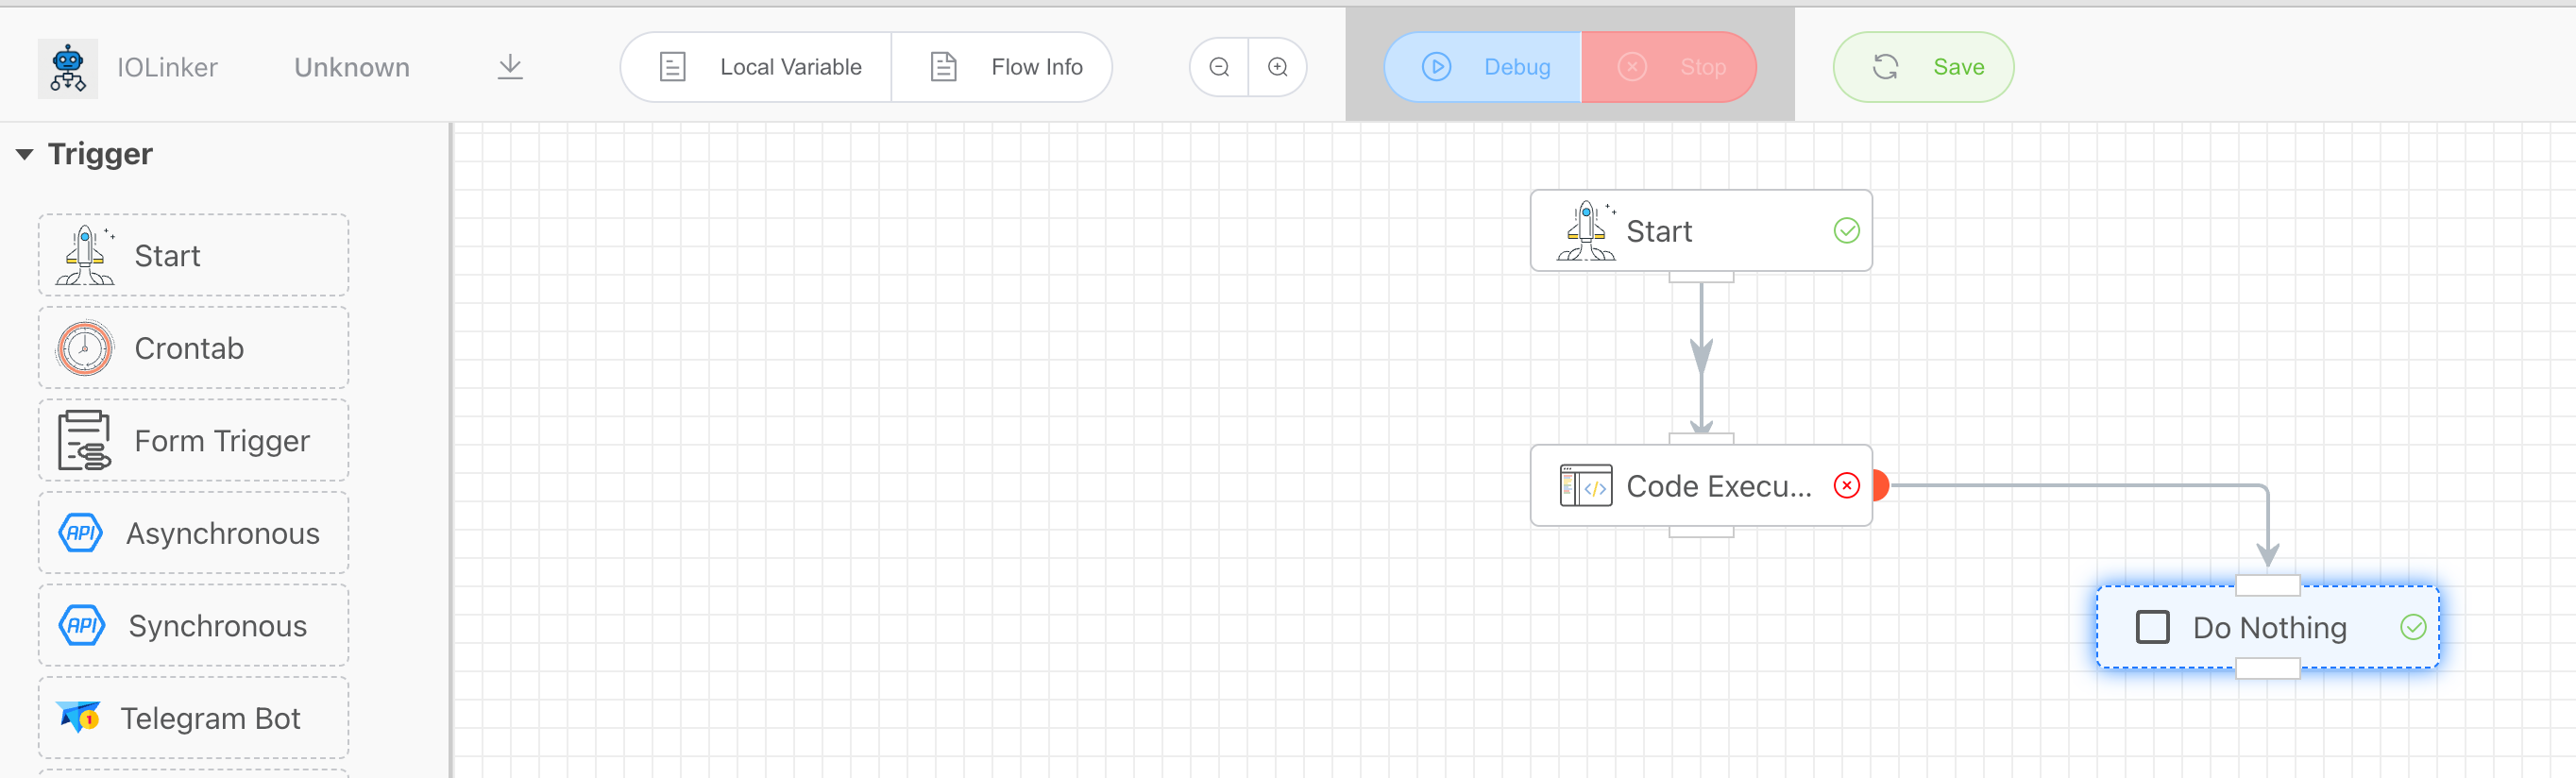 IOLinker
Unknown
Local Variable
Flow Info
Debug
Stop
Save
Trigger
Start
Crontab
Form Trigger
API
Asynchronous
API
Synchronous
1
Telegram Bot
Start
</>
Code Execu...
Do Nothing